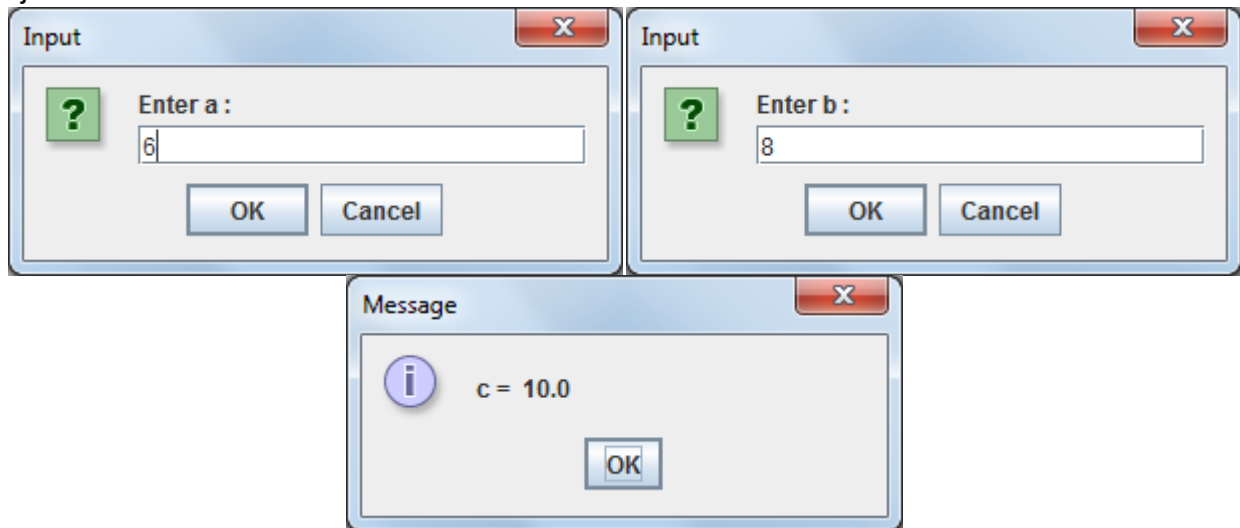 Input
Enter a :
6
OK Cancel
Input
Enter b :
8
OK Cancel
Message
c = 10.0
OK